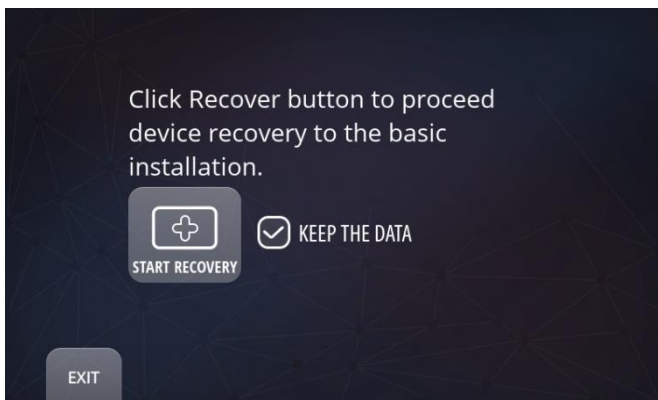 Click Recover button to proceed
device recovery to the basic
installation.
START RECOVERY
KEEP THE DATA
EXIT